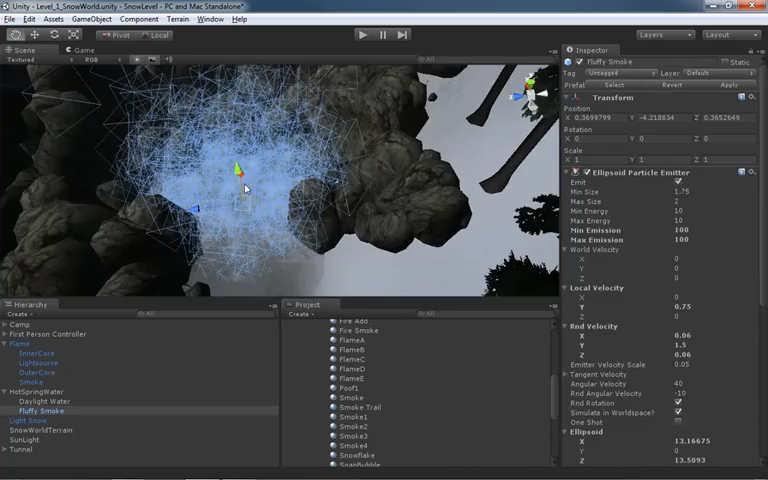 Unity - Level_1_SnowWorld.unity - SnowLevel - PC and Mac Standalone*
File Edit Assets GameObject Component Terrain Window Help
Pivot Local Layers Layout
Scene Game
Textured RGB All
Inspector
Fluffy Smoke Static
Tag Untagged Layer Default
Prefab Select Revert Apply
Transform
Position
X 0.3699799 Y -4.218834 Z 0.3652649
Rotation
X 0 Y 0 Z 0
Scale
X 1 Y 1 Z 1
Ellipsoid Particle Emitter
Emit
Min Size 1.75
Max Size 2
Min Energy 10
Max Energy 10
Min Emission 100
Max Emission 100
World Velocity
X 0
Y 0
Z 0
Local Velocity
X 0
Y 0.75
Z 0
Rnd Velocity
X 0.06
Y 1.5
Z 0.06
Emitter Velocity Scale 0.05
Tangent Velocity
Angular Velocity 40
Rnd Angular Velocity -10
Rnd Rotation
Simulate in Worldspace?
One Shot
Ellipsoid
X 13.16675
Y 0
Z 13.5093
Hierarchy
Create All
Camp
First Person Controller
Flame
InnerCore
Lightsource
OuterCore
Smoke
HotSpringWater
Daylight Water
Fluffy Smoke
Light Snow
SnowWorldTerrain
SunLight
Tunnel
Project
Create All
Fire Add
Fire Smoke
FlameA
FlameB
FlameC
FlameD
FlameE
Poof1
Smoke
Smoke Trail
Smoke1
Smoke2
Smoke3
Smoke4
Snowflake
SoapBubble